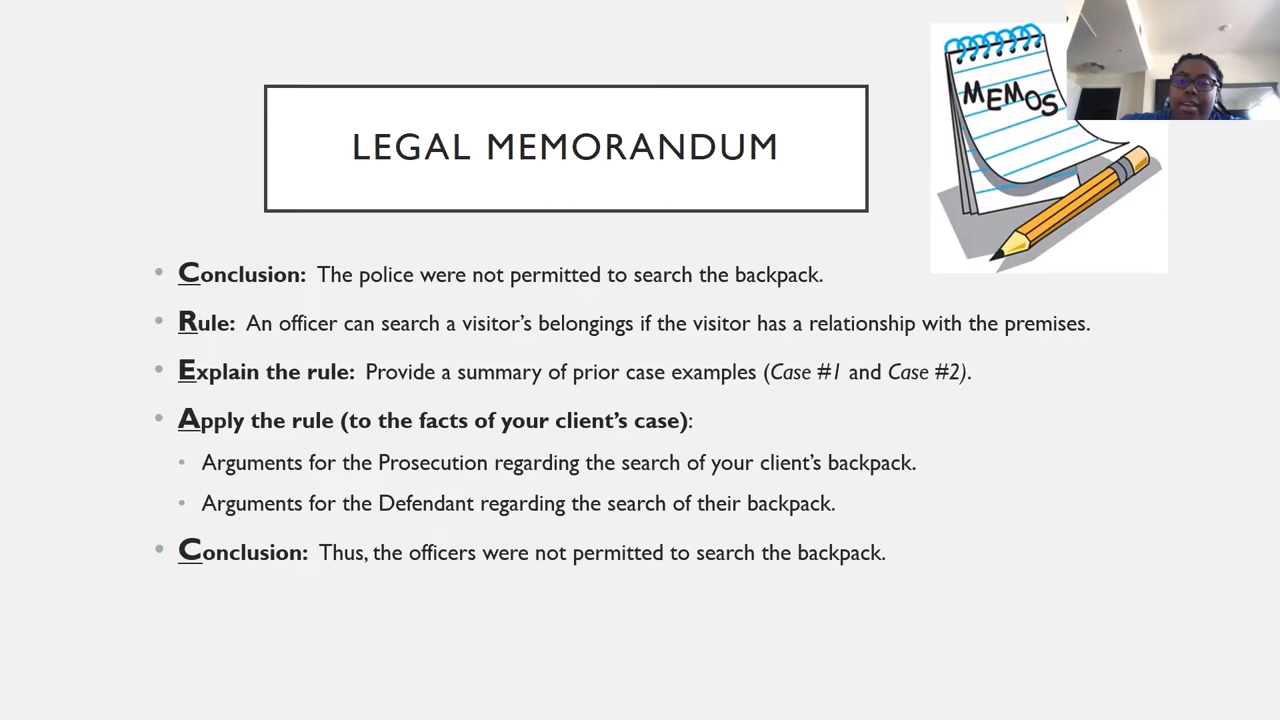 MEMOS
LEGAL MEMORANDUM
• Conclusion: The police were not permitted to search the backpack.
• Rule: An officer can search a visitor's belongings if the visitor has a relationship with the premises.
• Explain the rule: Provide a summary of prior case examples (Case #1 and Case #2).
• Apply the rule (to the facts of your client's case):
• Arguments for the Prosecution regarding the search of your client's backpack.
• Arguments for the Defendant regarding the search of their backpack.
• Conclusion: Thus, the officers were not permitted to search the backpack.